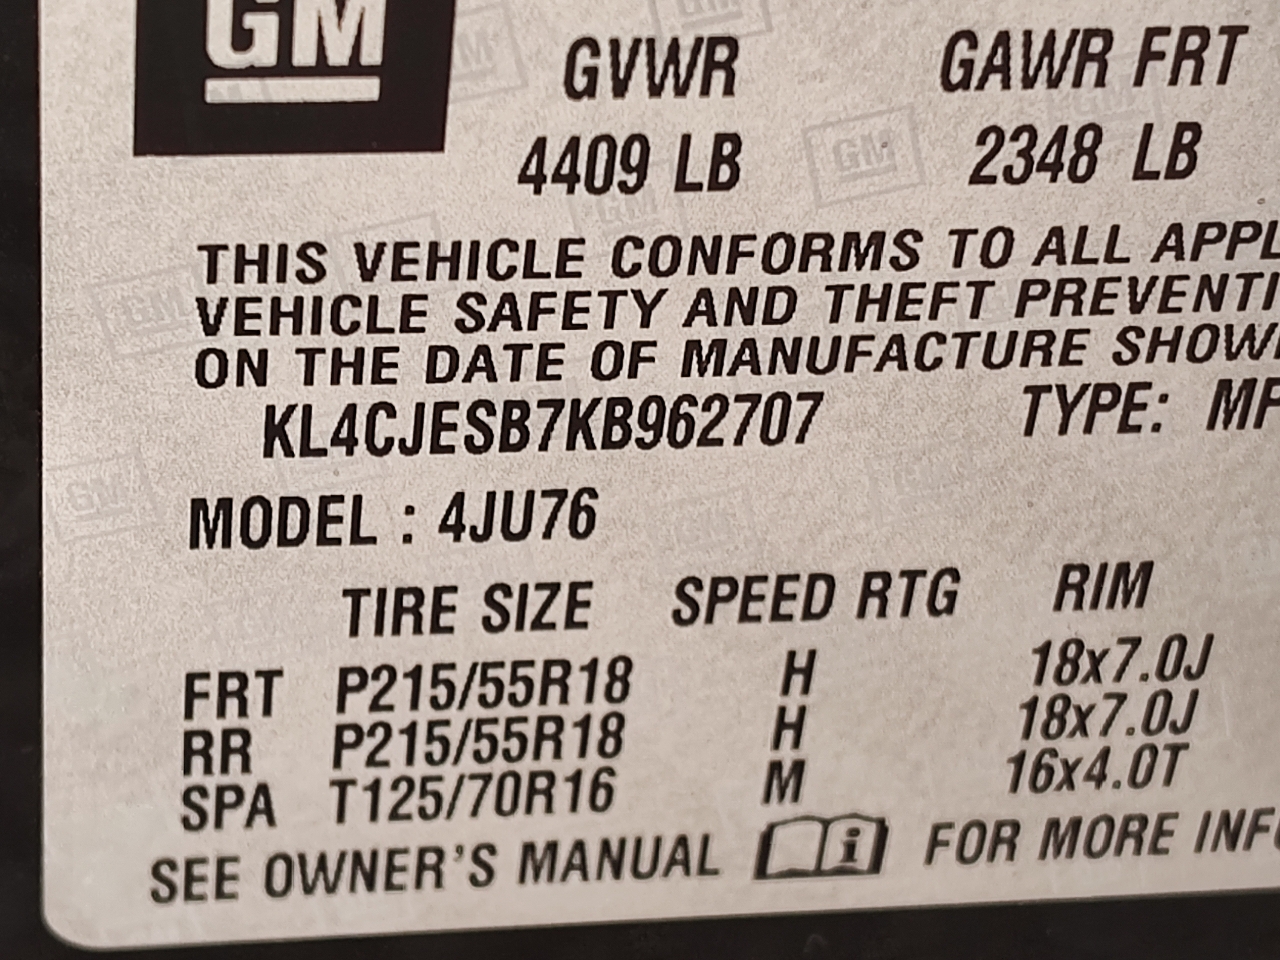 GM
GVWR GAWR FRT
4409 LB 2348 LB
THIS VEHICLE CONFORMS TO ALL APPL
VEHICLE SAFETY AND THEFT PREVENTI
ON THE DATE OF MANUFACTURE SHOW
KL4CJESB7KB962707 TYPE: MP
MODEL : 4JU76
TIRE SIZE SPEED RTG RIM
FRT P215/55R18 H 18x7.0J
RR P215/55R18 H 18x7.0J
SPA T125/70R16 M 16x4.0T
SEE OWNER'S MANUAL i FOR MORE INFO